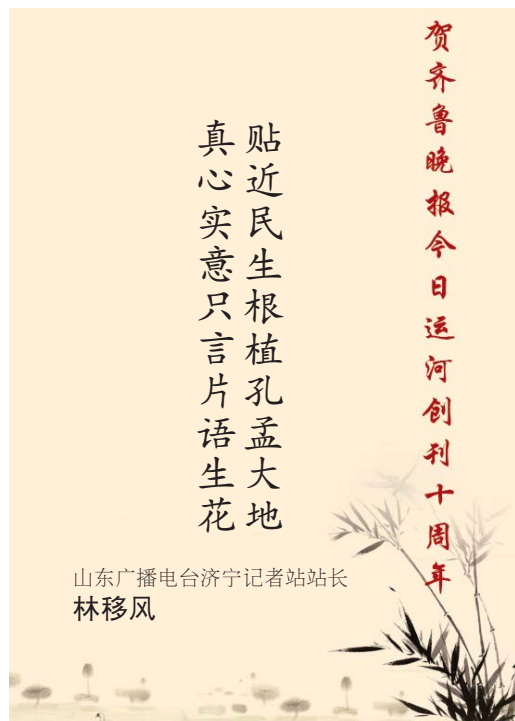 贺齐鲁晚报今日运河创刊十周年
贴近民生根植孔孟大地
真心实意只言片语生花
山东广播电台济宁记者站站长
林移风